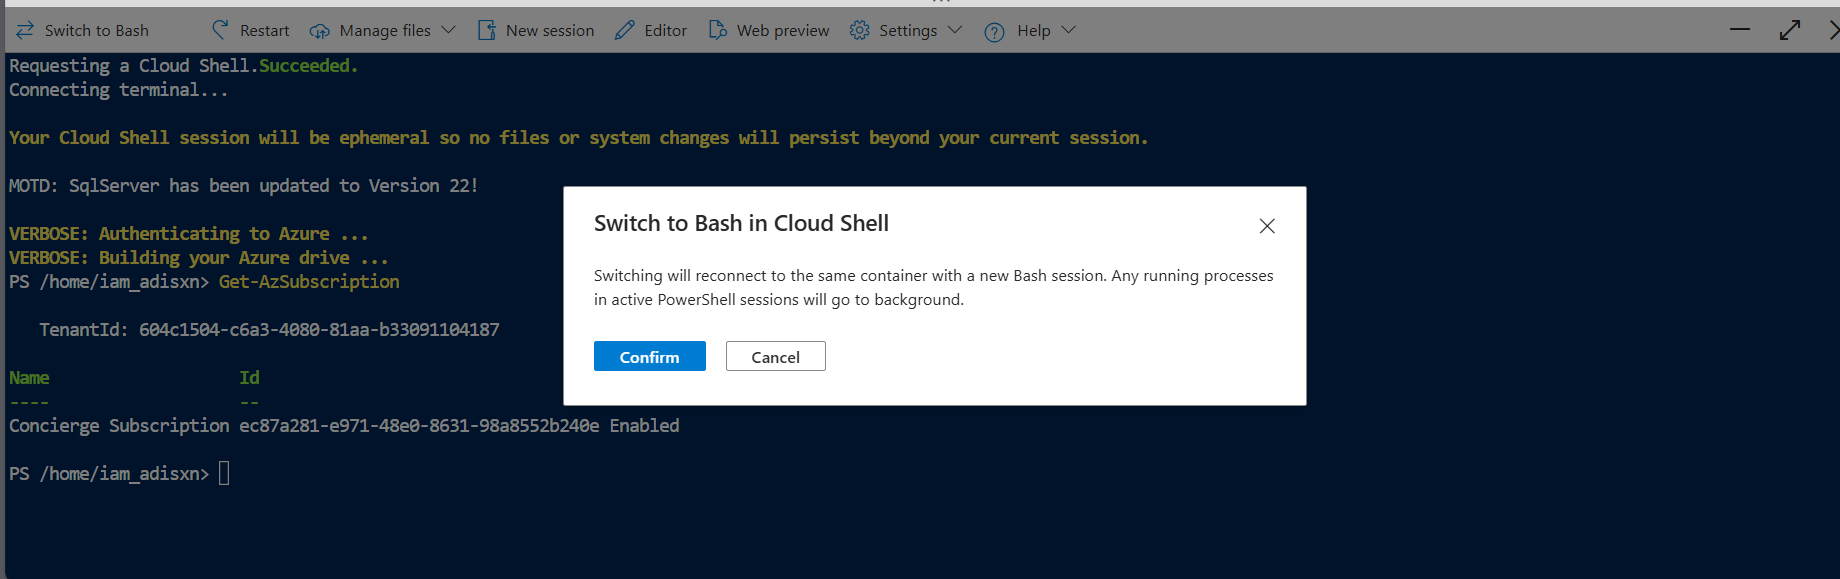 Switch to Bash Restart Manage files New session Editor Web preview Settings Help
Requesting a Cloud Shell.Succeeded.
Connecting terminal...
Your Cloud Shell session will be ephemeral so no files or system changes will persist beyond your current session.
MOTD: SqlServer has been updated to Version 22!
VERBOSE: Authenticating to Azure ...
VERBOSE: Building your Azure drive ...
PS /home/iam_adisxn> Get-AzSubscription
TenantId: 604c1504-c6a3-4080-81aa-b33091104187
Name Id
---- --
Concierge Subscription ec87a281-e971-48e0-8631-98a8552b240e Enabled
PS /home/iam_adisxn>
Switch to Bash in Cloud Shell
Switching will reconnect to the same container with a new Bash session. Any running processes
in active PowerShell sessions will go to background.
Confirm Cancel